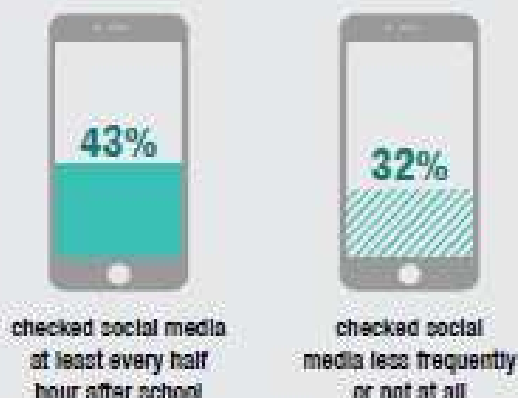 43%
checked social media
at least every half
hour after school
32%
checked social
media less frequently
or not at all